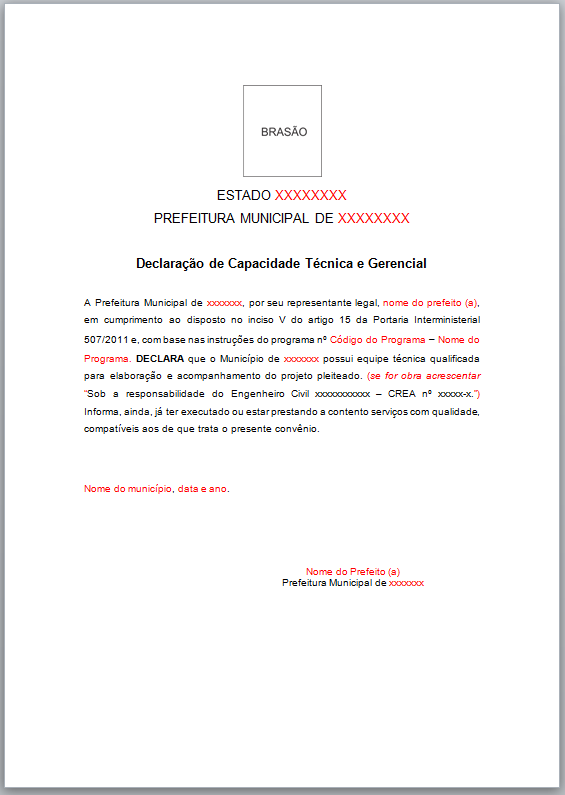 BRASÃO
ESTADO XXXXXXXX
PREFEITURA MUNICIPAL DE XXXXXXXX
Declaração de Capacidade Técnica e Gerencial
A Prefeitura Municipal de xxxxxxx, por seu representante legal, nome do prefeito (a),
em cumprimento ao disposto no inciso V do artigo 15 da Portaria Interministerial
507/2011 e, com base nas instruções do programa nº Código do Programa – Nome do
Programa. DECLARA que o Município de xxxxxxx possui equipe técnica qualificada
para elaboração e acompanhamento do projeto pleiteado. (se for obra acrescentar
“Sob a responsabilidade do Engenheiro Civil xxxxxxxxxxx – CREA nº xxxxx-x.”)
Informa, ainda, já ter executado ou estar prestando a contento serviços com qualidade,
compatíveis aos de que trata o presente convênio.
Nome do município, data e ano.
Nome do Prefeito (a)
Prefeitura Municipal de xxxxxxx